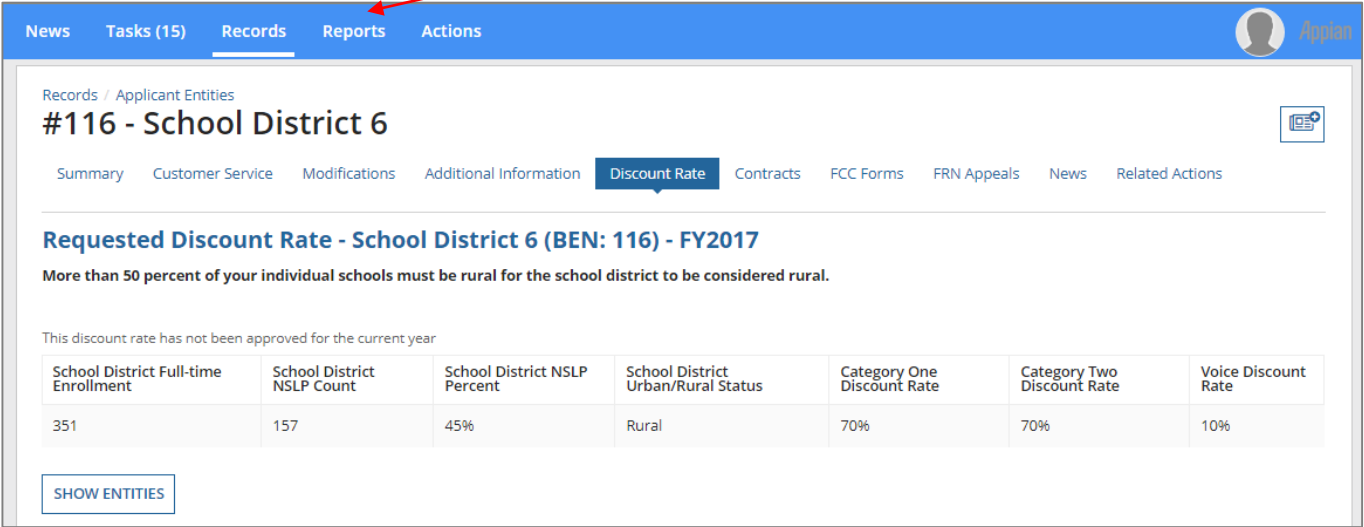 News Tasks (15) Records Reports Actions Appian
Records / Applicant Entities
#116 - School District 6
Summary Customer Service Modifications Additional Information Discount Rate Contracts FCC Forms FRN Appeals News Related Actions
Requested Discount Rate - School District 6 (BEN: 116) - FY2017
More than 50 percent of your individual schools must be rural for the school district to be considered rural.
This discount rate has not been approved for the current year
School District Full-time Enrollment School District NSLP Count School District NSLP Percent School District Urban/Rural Status Category One Discount Rate Category Two Discount Rate Voice Discount Rate
351 157 45% Rural 70% 70% 10%
SHOW ENTITIES